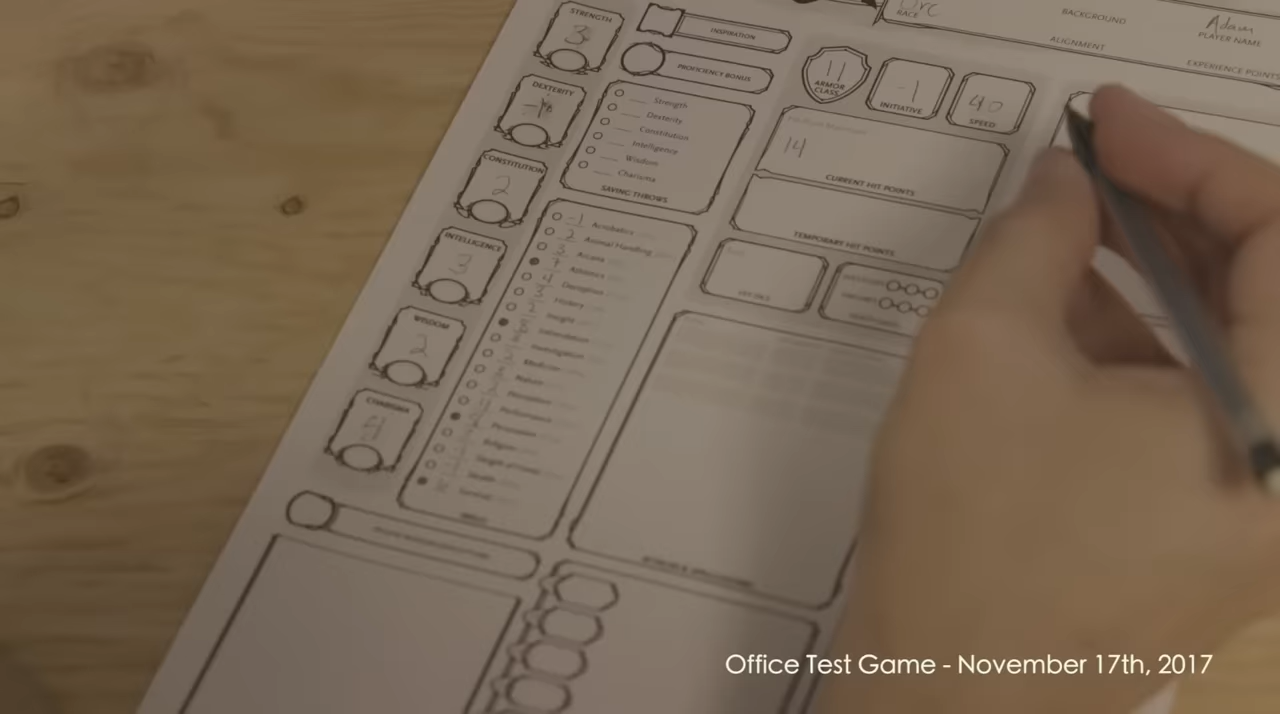 Orc
RACE
BACKGROUND
Adam
PLAYER NAME
ALIGNMENT
EXPERIENCE POINTS
STRENGTH
3
INSPIRATION
PROFICIENCY BONUS
11
ARMOR
CLASS
-1
INITIATIVE
40
SPEED
DEXTERITY
Strength
Dexterity
Constitution
Intelligence
Wisdom
Charisma
SAVING THROWS
14
CURRENT HIT POINTS
TEMPORARY HIT POINTS
CONSTITUTION
2
-1 Acrobatics
2 Animal Handling
Arcana
Athletics
Deception
History
Insight
Intimidation
Investigation
Medicine
Nature
Perception
Performance
Persuasion
Religion
Sleight of Hand
Stealth
Survival
INTELLIGENCE
3
WISDOM
CHARISMA
Office Test Game - November 17th, 2017